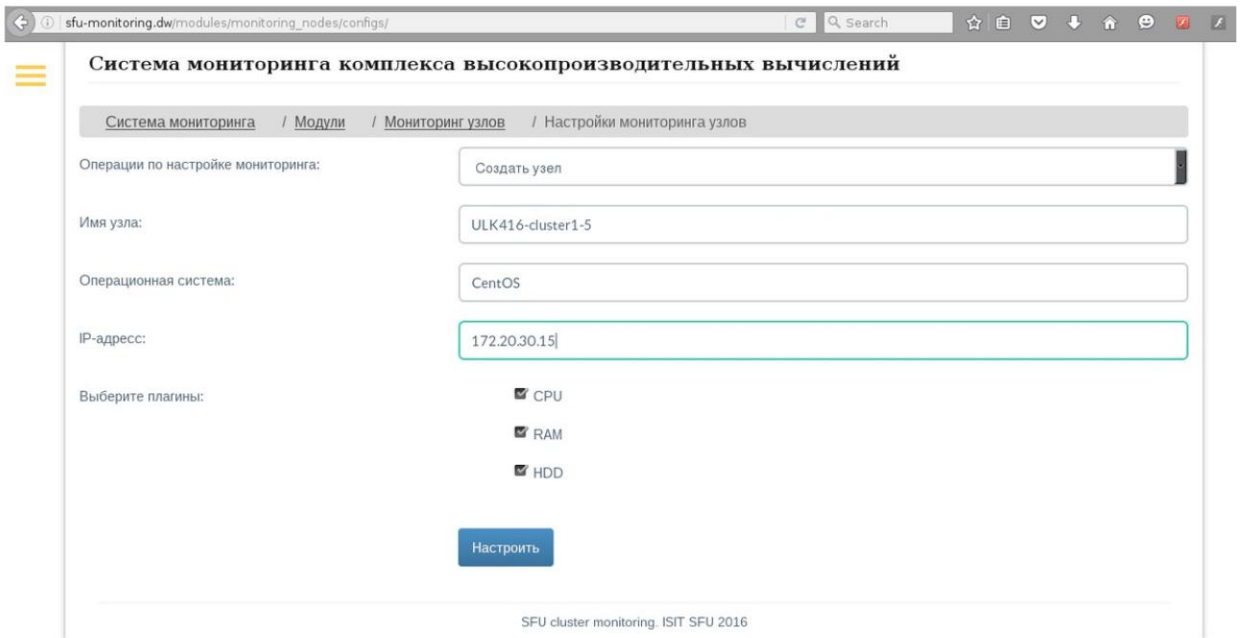 sfu-monitoring.dw/modules/monitoring_nodes/configs/ Search
Система мониторинга комплекса высокопроизводительных вычислений
Система мониторинга / Модули / Мониторинг узлов / Настройки мониторинга узлов
Операции по настройке мониторинга: Создать узел
Имя узла: ULK416-cluster1-5
Операционная система: CentOS
IP-адресс: 172.20.30.15
Выберите плагины: CPU
RAM
HDD
Настроить
SFU cluster monitoring. ISIT SFU 2016